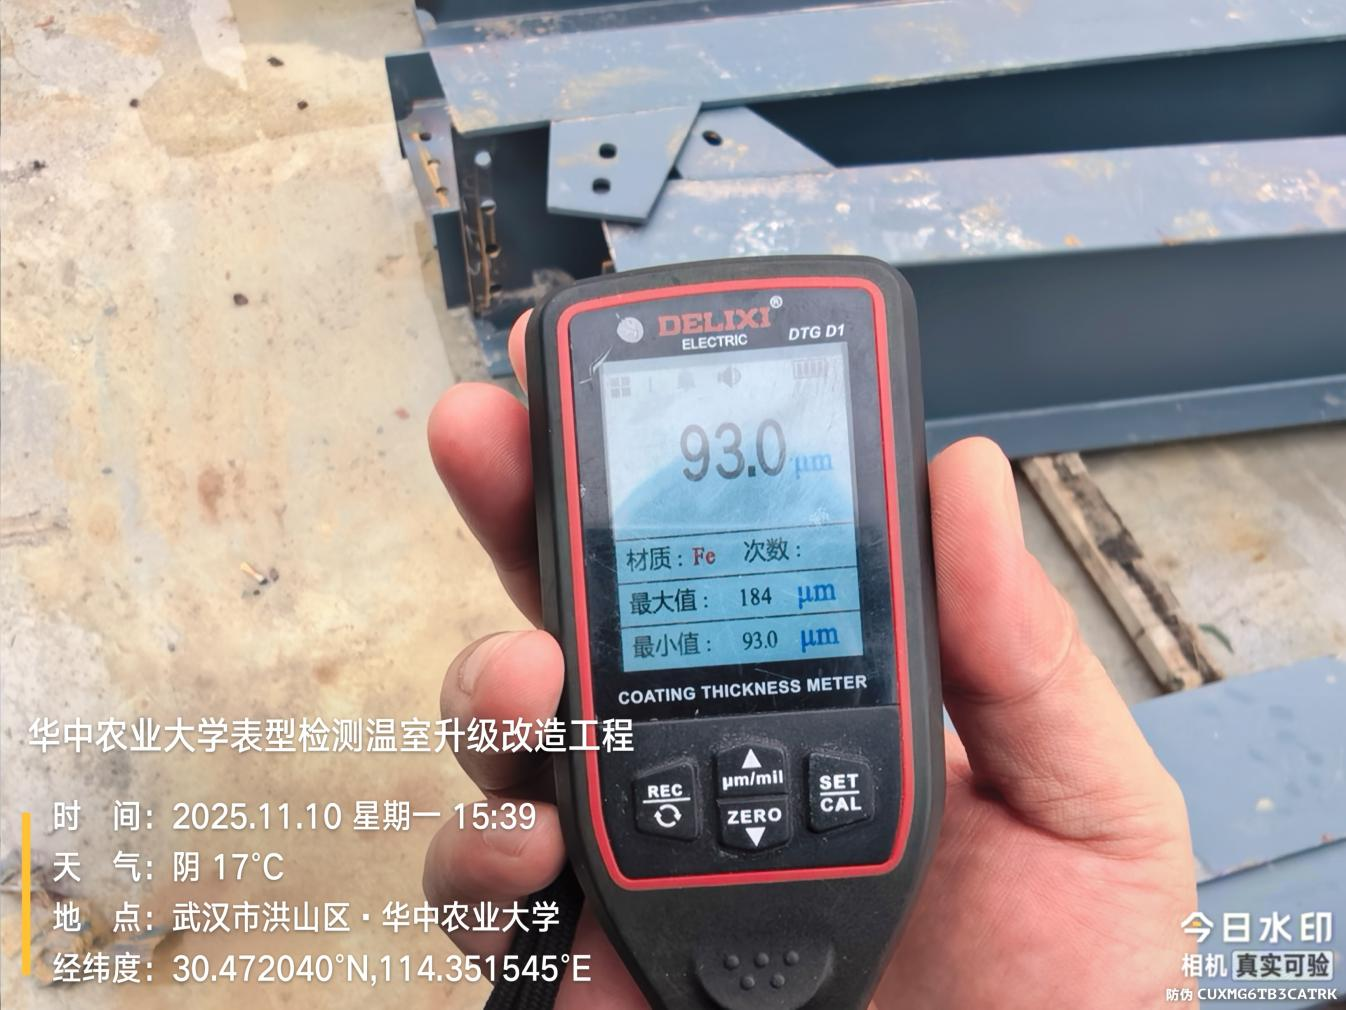 DELIXI®
ELECTRIC
DTG D1
93.0 μm
材质：Fe 次数：
最大值： 184 μm
最小值： 93.0 μm
COATING THICKNESS METER
REC
μm/mil
ZERO
SET
CAL
华中农业大学表型检测温室升级改造工程
时 间：2025.11.10 星期一 15:39
天 气：阴 17°C
地 点：武汉市洪山区·华中农业大学
经纬度：30.472040°N,114.351545°E
今日水印
相机 真实可验
防伪 CUXMG6TB3CATRK